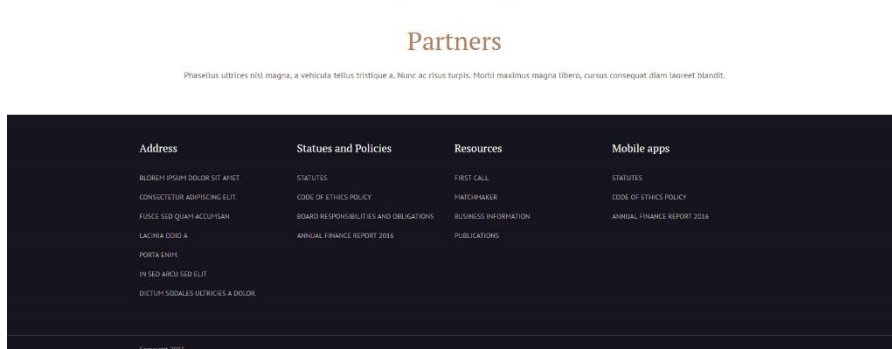 Partners
Phasellus ultrices nisl magna, a vehicula tellus tristique a. Nunc ac risus turpis. Morbi maximus magna libero, cursus consequat diam laoreet blandit.
Address
BLOREM IPSUM DOLOR SIT AMET
CONSECTETUR ADIPISCING ELIT.
FUSCE SED QUAM ACCUMSAN
LACINIA ODIO A
PORTA ENIM.
IN SED ARCU SED ELIT
DICTUM SODALES ULTRICIES A DOLOR.
Statues and Policies
STATUTES
CODE OF ETHICS POLICY
BOARD RESPONSIBILITIES AND OBLIGATIONS
ANNUAL FINANCE REPORT 2016
Resources
FIRST CALL
MATCHMAKER
BUSINESS INFORMATION
PUBLICATIONS
Mobile apps
STATUTES
CODE OF ETHICS POLICY
ANNUAL FINANCE REPORT 2016